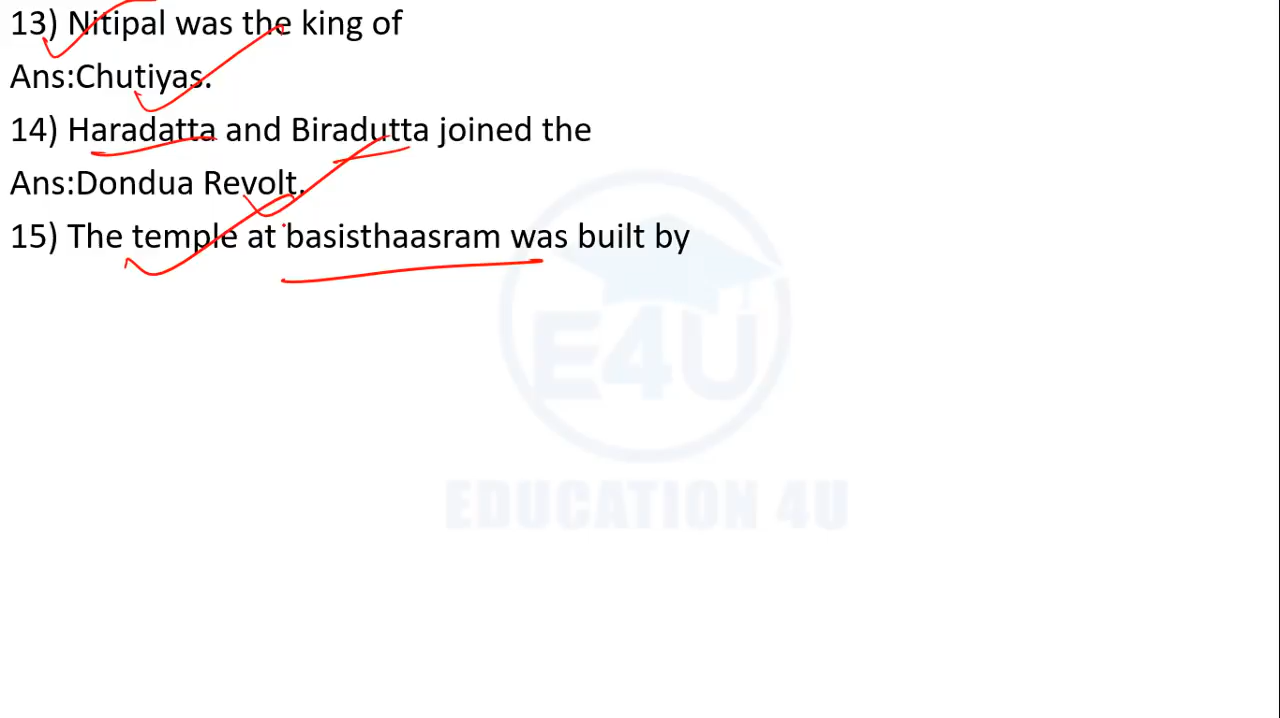 13) Nitipal was the king of
Ans:Chutiyas.
14) Haradatta and Biradutta joined the
Ans:Dondua Revolt.
15) The temple at basisthaasram was built by
E4U
EDUCATION 4U